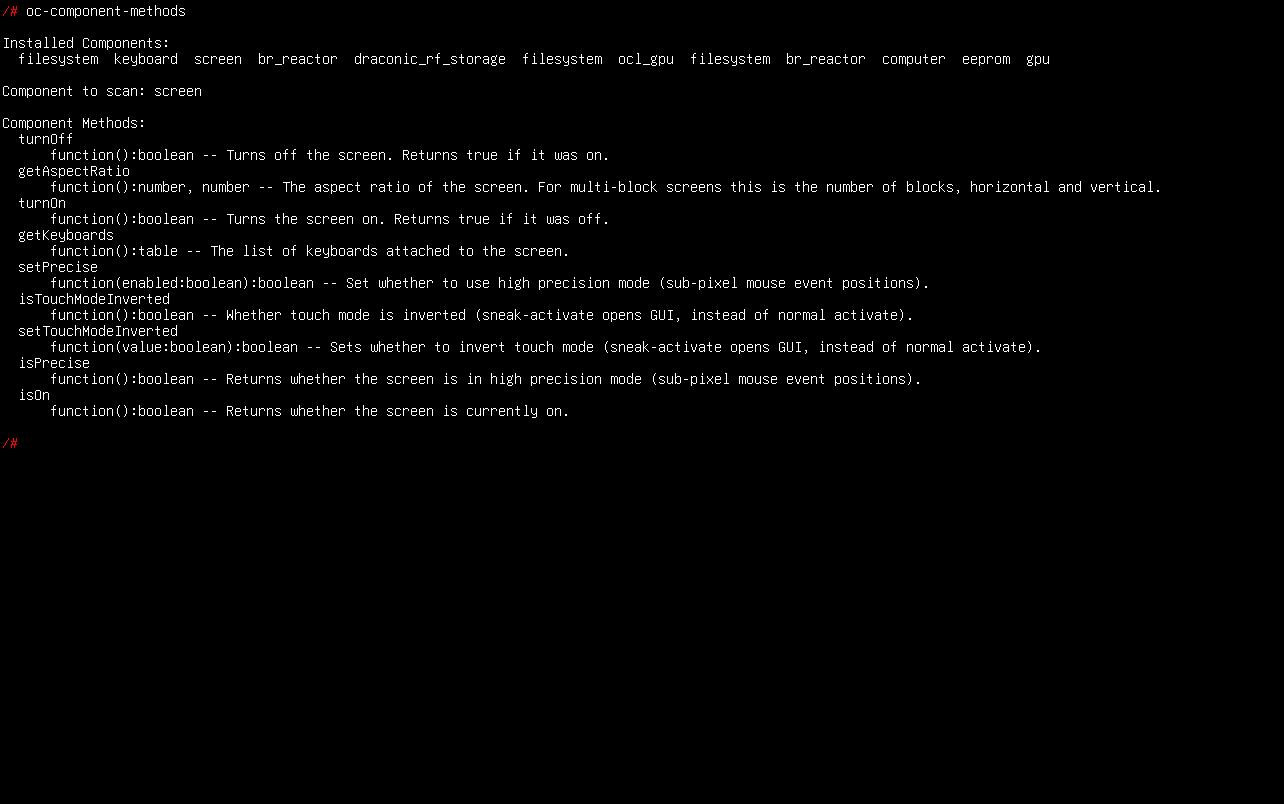 /# oc-component-methods
Installed Components:
filesystem keyboard screen br_reactor draconic_rf_storage filesystem ocl_gpu filesystem br_reactor computer eeprom gpu
Component to scan: screen
Component Methods:
turnOff
function():boolean -- Turns off the screen. Returns true if it was on.
getAspectRatio
function():number, number -- The aspect ratio of the screen. For multi-block screens this is the number of blocks, horizontal and vertical.
turnOn
function():boolean -- Turns the screen on. Returns true if it was off.
getKeyboards
function():table -- The list of keyboards attached to the screen.
setPrecise
function(enabled:boolean):boolean -- Set whether to use high precision mode (sub-pixel mouse event positions).
isTouchModeInverted
function():boolean -- Whether touch mode is inverted (sneak-activate opens GUI, instead of normal activate).
setTouchModeInverted
function(value:boolean):boolean -- Sets whether to invert touch mode (sneak-activate opens GUI, instead of normal activate).
isPrecise
function():boolean -- Returns whether the screen is in high precision mode (sub-pixel mouse event positions).
isOn
function():boolean -- Returns whether the screen is currently on.
/#